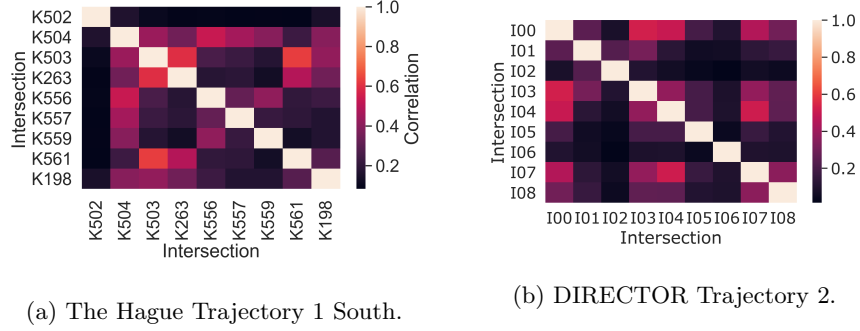 K502
K504
K503
K263
K556
K557
K559
K561
K198
Intersection
K502 K504 K503 K263 K556 K557 K559 K561 K198
Intersection
1.0
0.8
0.6
0.4
0.2
Correlation
(a) The Hague Trajectory 1 South.
I00
I01
I02
I03
I04
I05
I06
I07
I08
Intersection
I00 I01 I02 I03 I04 I05 I06 I07 I08
Intersection
1.0
0.8
0.6
0.4
0.2
(b) DIRECTOR Trajectory 2.